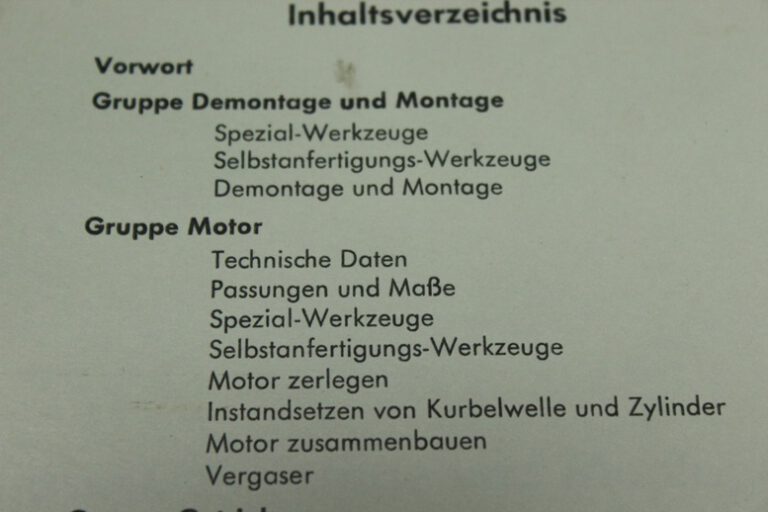 Inhaltsverzeichnis
Vorwort
Gruppe Demontage und Montage
Spezial-Werkzeuge
Selbstanfertigungs-Werkzeuge
Demontage und Montage
Gruppe Motor
Technische Daten
Passungen und Maße
Spezial-Werkzeuge
Selbstanfertigungs-Werkzeuge
Motor zerlegen
Instandsetzen von Kurbelwelle und Zylinder
Motor zusammenbauen
Vergaser